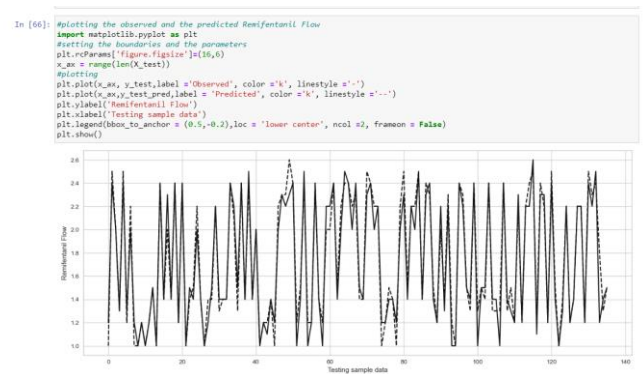 In [66]: #plotting the observed and the predicted Remifentanil Flow
import matplotlib.pyplot as plt
#setting the boundaries and the parameters
plt.rcParams['figure.figsize']=(16,6)
x_ax = range(len(X_test))
#plotting
plt.plot(x_ax, y_test,label ='Observed', color ='k', linestyle ='-')
plt.plot(x_ax,y_test_pred,label = 'Predicted', color ='k', linestyle ='--')
plt.ylabel('Remifentanil Flow')
plt.xlabel('Testing sample data')
plt.legend(bbox_to_anchor = (0.5,-0.2),loc = 'lower center', ncol =2, frameon = False)
plt.show()
2.6
2.4
2.2
2.0
1.8
1.6
1.4
1.2
1.0
Remifentanil Flow
0 20 40 60 80 100 120 140
Testing sample data